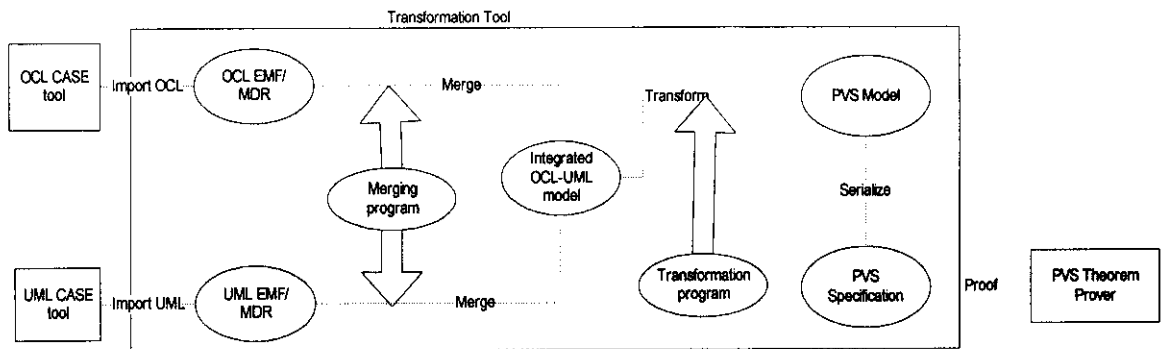 Transformation Tool
OCL CASE
tool
Import OCL
OCL EMF/
MDR
Merge
Transform
PVS Model
Merging
program
Integrated
OCL-UML
model
Serialize
UML CASE
tool
Import UML
UML EMF/
MDR
Merge
Transformation
program
PVS
Specification
Proof
PVS Theorem
Prover